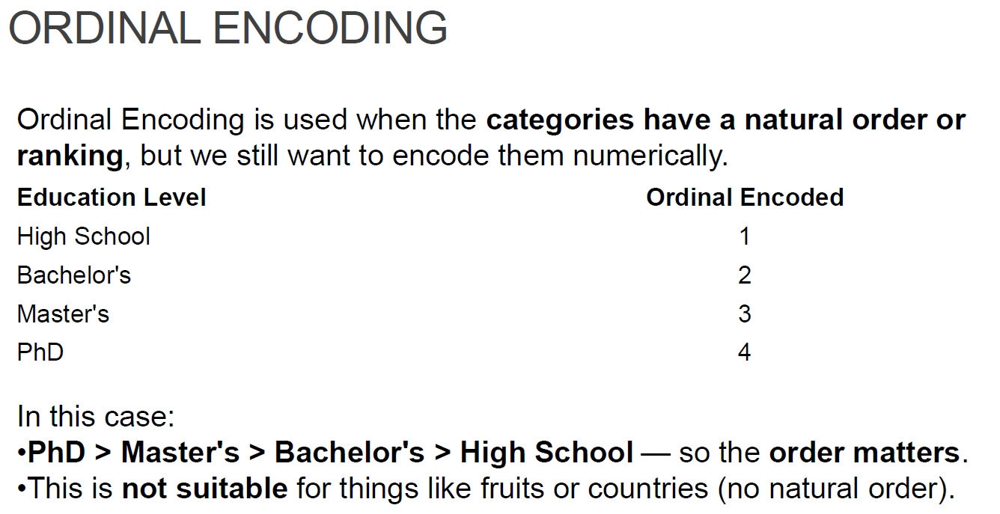 ORDINAL ENCODING
Ordinal Encoding is used when the categories have a natural order or
ranking, but we still want to encode them numerically.
Education Level Ordinal Encoded
High School 1
Bachelor's 2
Master's 3
PhD 4
In this case:
•PhD > Master's > Bachelor's > High School — so the order matters.
•This is not suitable for things like fruits or countries (no natural order).